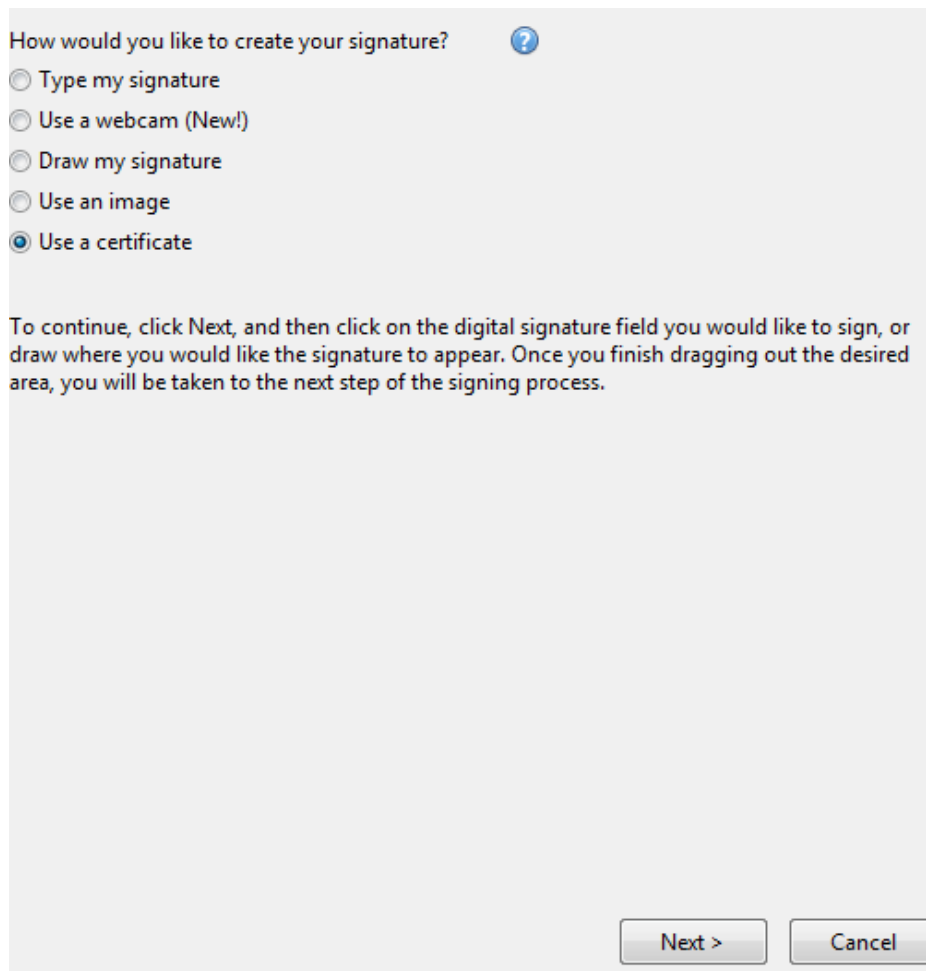 How would you like to create your signature? ?
Type my signature
Use a webcam (New!)
Draw my signature
Use an image
Use a certificate
To continue, click Next, and then click on the digital signature field you would like to sign, or
draw where you would like the signature to appear. Once you finish dragging out the desired
area, you will be taken to the next step of the signing process.
Next > Cancel